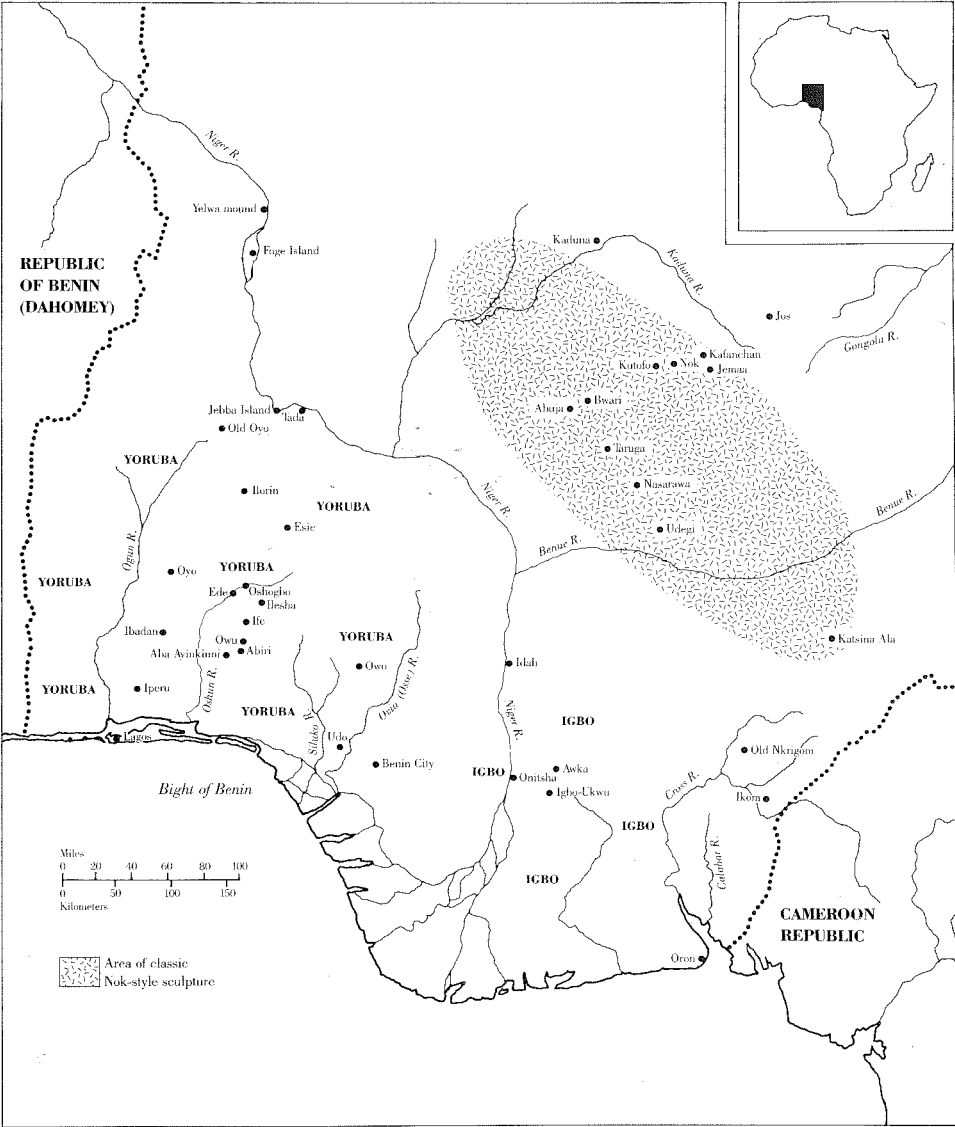 Niger R.
Yelwa mound
Foge Island
Kaduna
Kaduna R.
REPUBLIC
OF BENIN
(DAHOMEY)
Jos
Gongola R.
Kafanchan
Kutofo
Nok
Jemaa
Bwari
Abuja
Jebba Island
Tada
Old Oyo
Taruga
YORUBA
Nasarawa
Ilorin
YORUBA
Niger R.
Benue R.
Esie
Udegi
Ogun R.
Benue R.
Oyo
YORUBA
YORUBA
Ede
Oshogbo
Ilesha
Ife
Ibadan
YORUBA
Owu
Abiri
Aba Ayinkinni
Katsina Ala
Owo
Idah
Ovia (Osse) R.
Oshun R.
YORUBA
Iperu
YORUBA
Siluko R.
Niger R.
IGBO
Lagos
Udo
Old Nkrigom
Benin City
IGBO
Onitsha
Awka
Igbo-Ukwu
Cross R.
Ikom
Bight of Benin
IGBO
Calabar R.
Miles
0 20 40 60 80 100
0 50 100 150
Kilometers
IGBO
CAMEROON
REPUBLIC
Oron
Area of classic
Nok-style sculpture